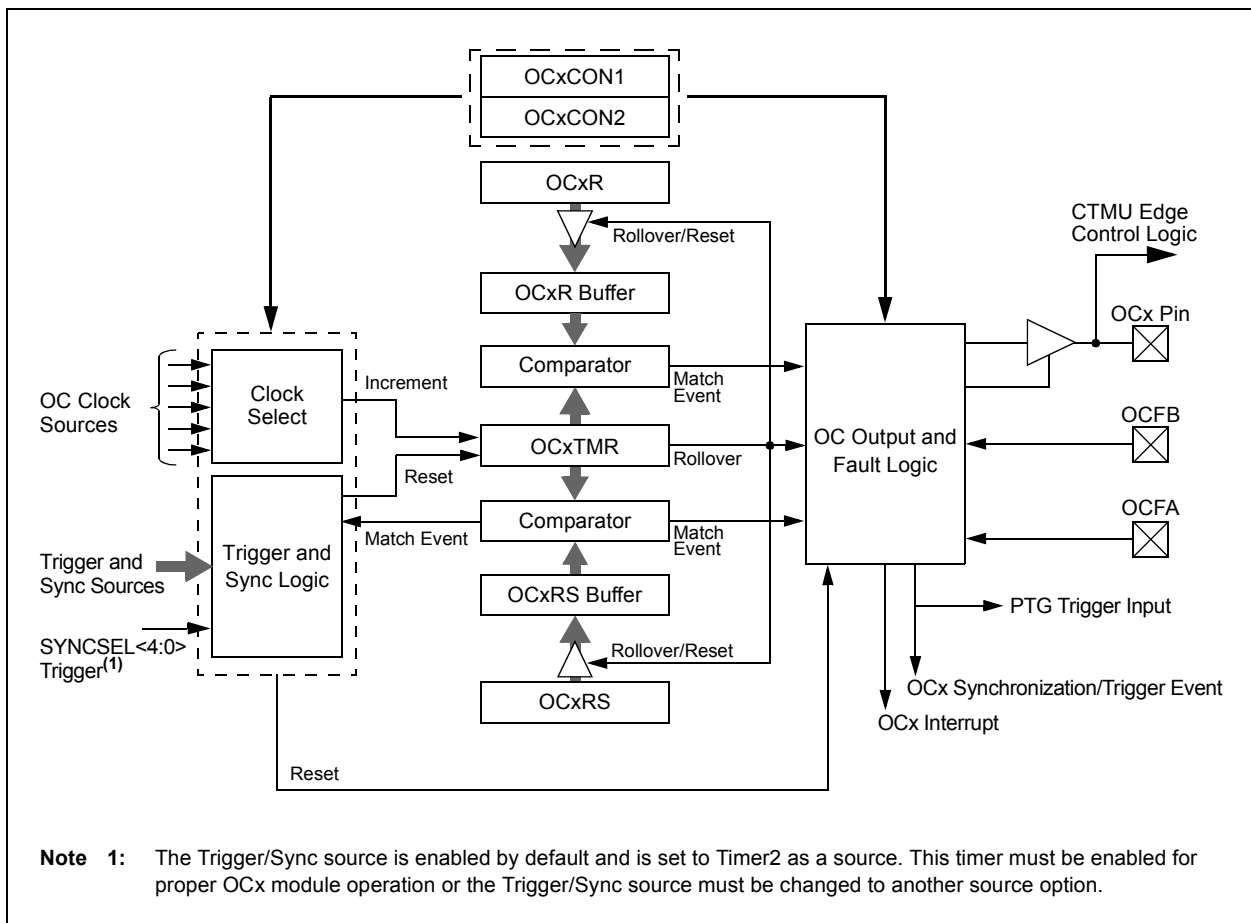 OCxCON1
OCxCON2
OCxR
Rollover/Reset
OCxR Buffer
Comparator
Match
Event
Increment
OC Clock
Sources
Clock
Select
OCxTMR
Rollover
Reset
Comparator
Match Event
Match
Event
Trigger and
Sync Logic
Trigger and
Sync Sources
OCxRS Buffer
SYNCSEL<4:0>
Trigger(1)
Rollover/Reset
OCxRS
Reset
OC Output and
Fault Logic
CTMU Edge
Control Logic
OCx Pin
OCFB
OCFA
PTG Trigger Input
OCx Synchronization/Trigger Event
OCx Interrupt
Note 1: The Trigger/Sync source is enabled by default and is set to Timer2 as a source. This timer must be enabled for
proper OCx module operation or the Trigger/Sync source must be changed to another source option.